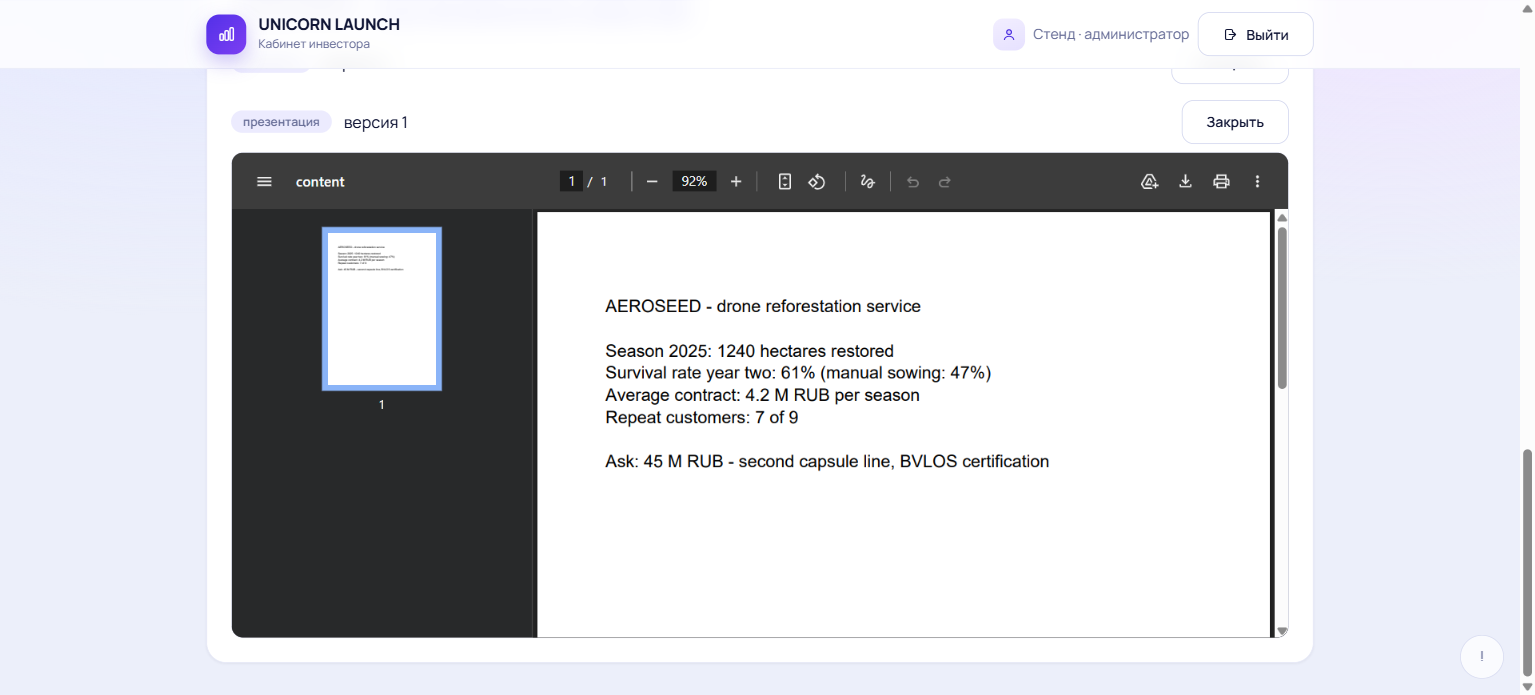 UNICORN LAUNCH
Кабинет инвестора
Стенд · администратор
Выйти
презентация
версия 1
Закрыть
content
1 / 1
92%
AEROSEED - drone reforestation service
Season 2025: 1240 hectares restored
Survival rate year two: 61% (manual sowing: 47%)
Average contract: 4.2 M RUB per season
Repeat customers: 7 of 9
Ask: 45 M RUB - second capsule line, BVLOS certification
1
!